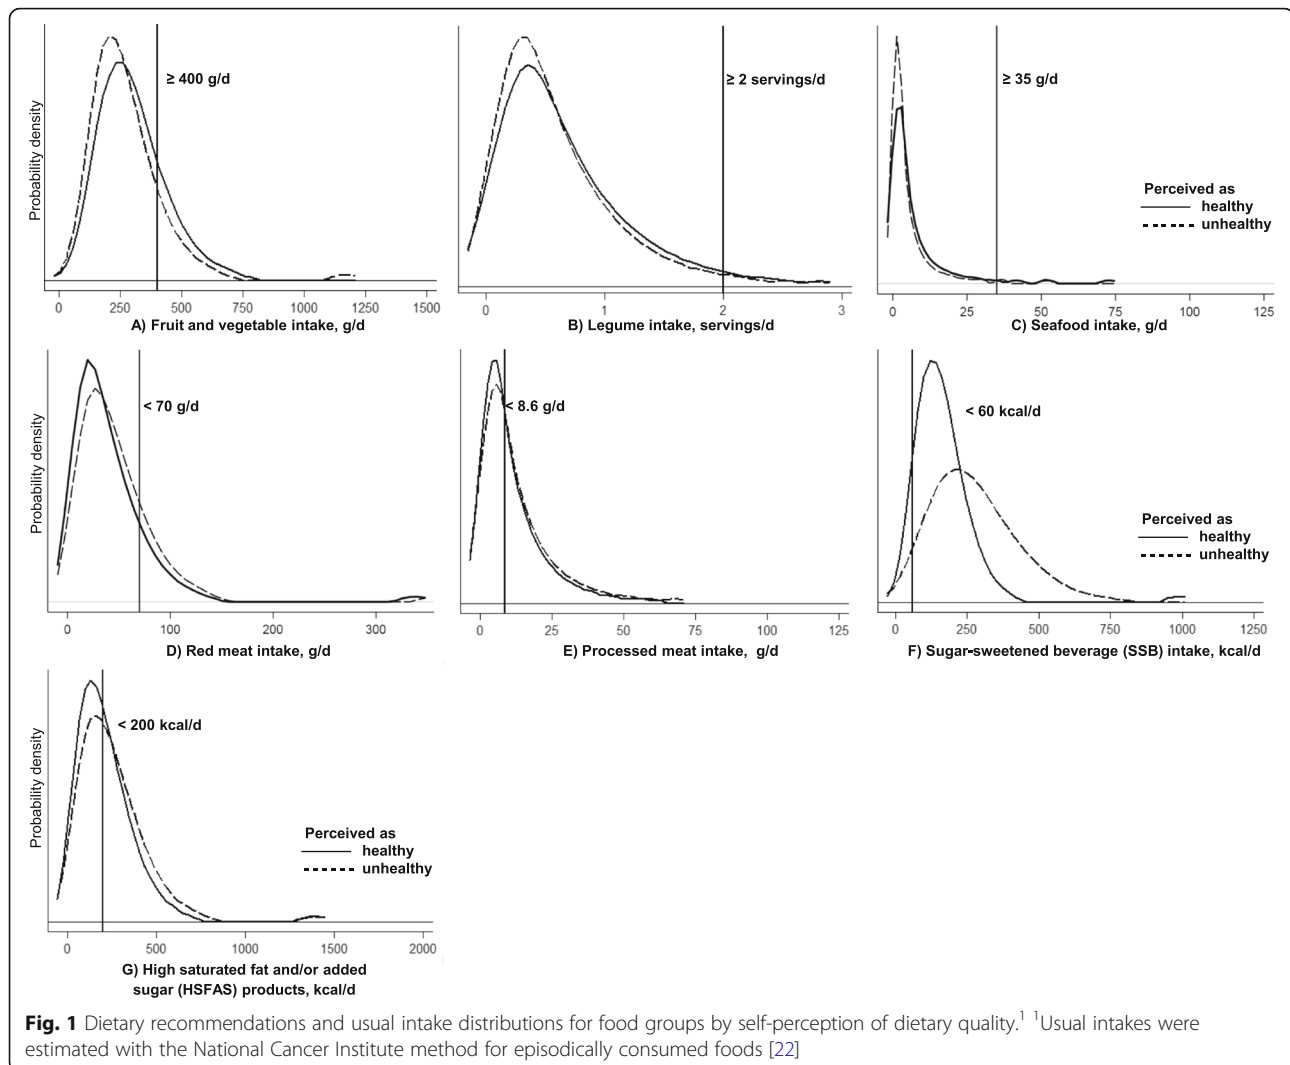 Probability density
≥ 400 g/d
0 250 500 750 1000 1250 1500
A) Fruit and vegetable intake, g/d
≥ 2 servings/d
0 1 2 3
B) Legume intake, servings/d
≥ 35 g/d
Perceived as
healthy
unhealthy
0 25 50 75 100 125
C) Seafood intake, g/d
Probability density
< 70 g/d
0 100 200 300
D) Red meat intake, g/d
< 8.6 g/d
0 25 50 75 100 125
E) Processed meat intake, g/d
< 60 kcal/d
Perceived as
healthy
unhealthy
0 250 500 750 1000 1250
F) Sugar-sweetened beverage (SSB) intake, kcal/d
Probability density
< 200 kcal/d
Perceived as
healthy
unhealthy
0 500 1000 1500 2000
G) High saturated fat and/or added
sugar (HSFAS) products, kcal/d
Fig. 1 Dietary recommendations and usual intake distributions for food groups by self-perception of dietary quality.¹ ¹Usual intakes were
estimated with the National Cancer Institute method for episodically consumed foods [22]